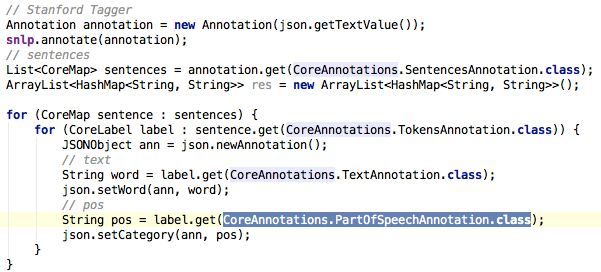 // Stanford Tagger
Annotation annotation = new Annotation(json.getTextValue());
snlp.annotate(annotation);
// sentences
List<CoreMap> sentences = annotation.get(CoreAnnotations.SentencesAnnotation.class);
ArrayList<HashMap<String, String>> res = new ArrayList<HashMap<String, String>>();

for (CoreMap sentence : sentences) {
    for (CoreLabel label : sentence.get(CoreAnnotations.TokensAnnotation.class)) {
        JSONObject ann = json.newAnnotation();
        // text
        String word = label.get(CoreAnnotations.TextAnnotation.class);
        json.setWord(ann, word);
        // pos
        String pos = label.get(CoreAnnotations.PartOfSpeechAnnotation.class);
        json.setCategory(ann, pos);
    }
}